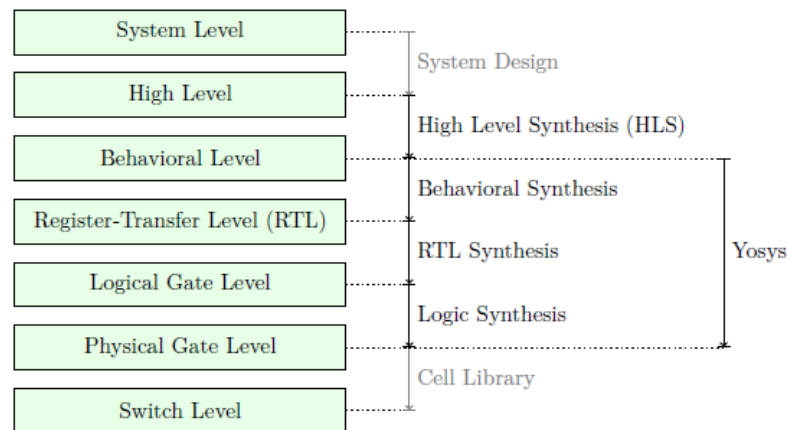 System Level
System Design
High Level
High Level Synthesis (HLS)
Behavioral Level
Behavioral Synthesis
Register-Transfer Level (RTL)
RTL Synthesis
Yosys
Logical Gate Level
Logic Synthesis
Physical Gate Level
Cell Library
Switch Level